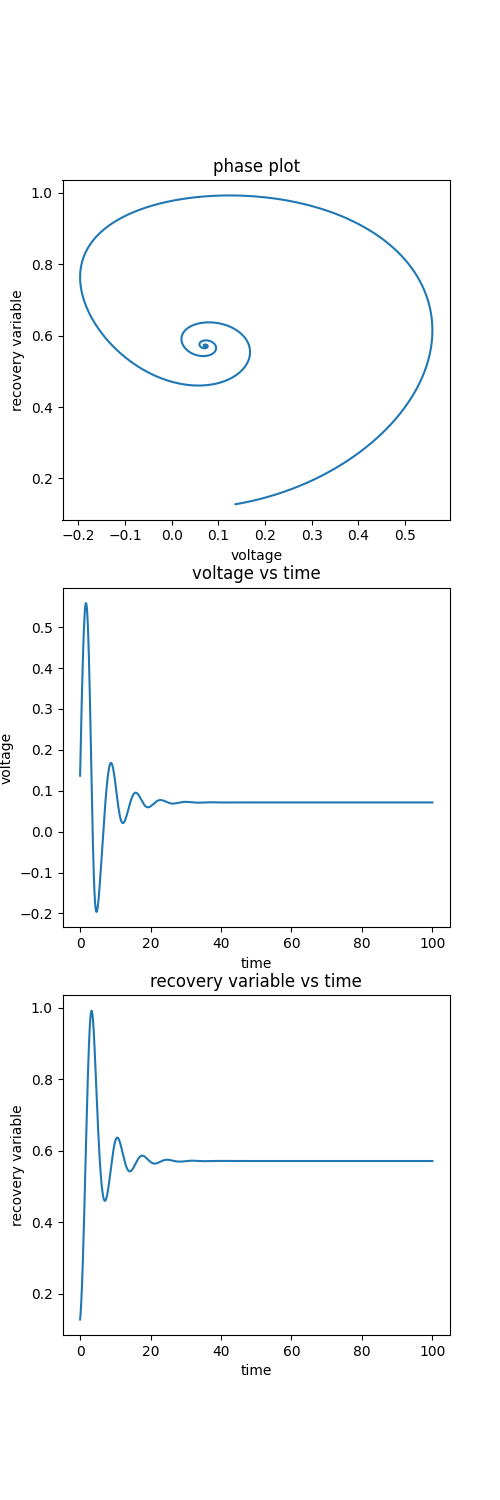 phase plot
1.0
0.8
0.6
0.4
0.2
recovery variable
−0.2 −0.1 0.0 0.1 0.2 0.3 0.4 0.5
voltage
voltage vs time
0.5
0.4
0.3
0.2
0.1
0.0
−0.1
−0.2
voltage
0 20 40 60 80 100
time
recovery variable vs time
1.0
0.8
0.6
0.4
0.2
recovery variable
0 20 40 60 80 100
time